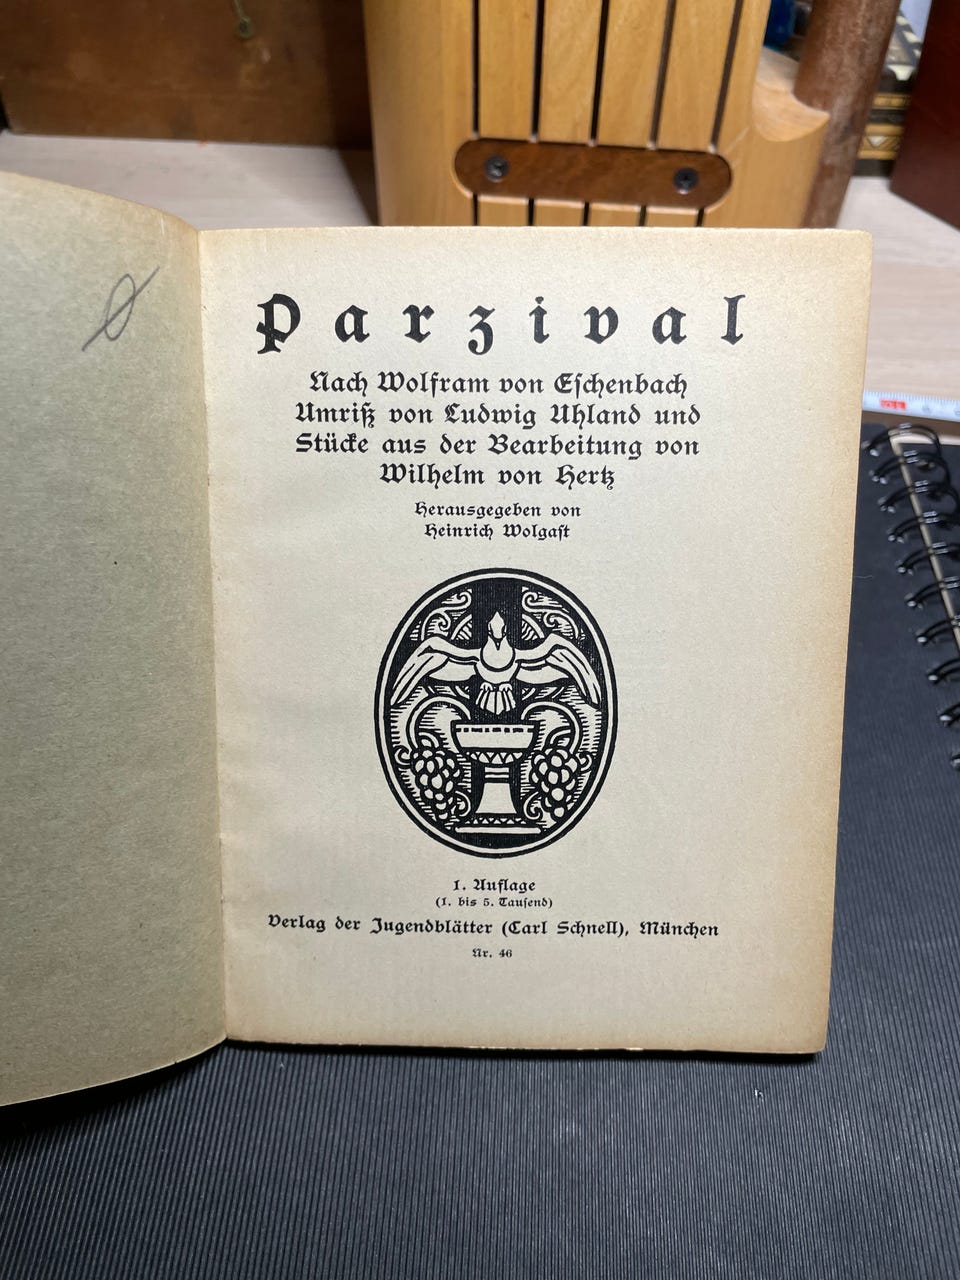 Parzival
Nach Wolfram von Eschenbach
Umriß von Ludwig Uhland und
Stücke aus der Bearbeitung von
Wilhelm von Hertz
Herausgegeben von
Heinrich Wolgast
1. Auflage
(1. bis 5. Tausend)
Verlag der Jugendblätter (Carl Schnell), München
Nr. 46